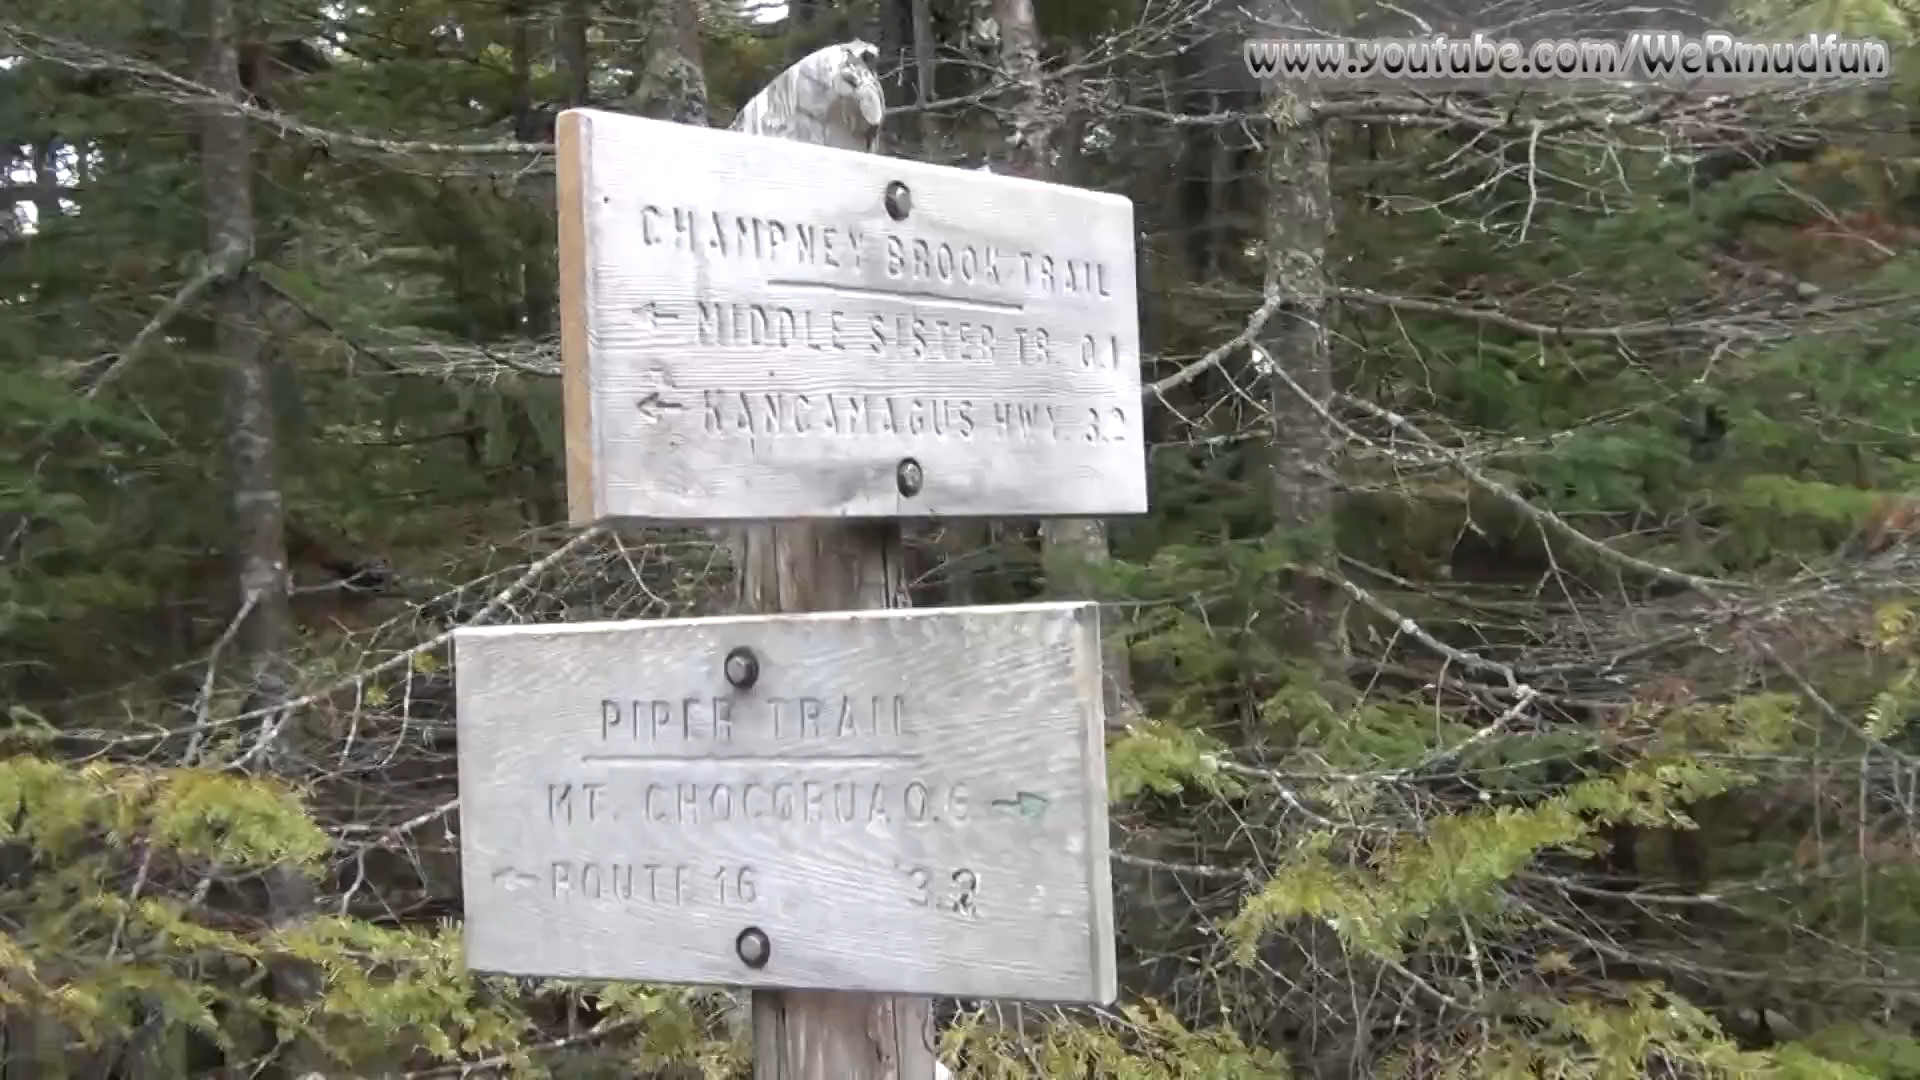 www.youtube.com/WeRmudfun
CHAMPNEY BROOK TRAIL
← MIDDLE SISTER TR. 0.1
← KANCAMAGUS HWY. 3.2
PIPER TRAIL
MT. CHOCORUA 0.6 →
← ROUTE 16 3.2